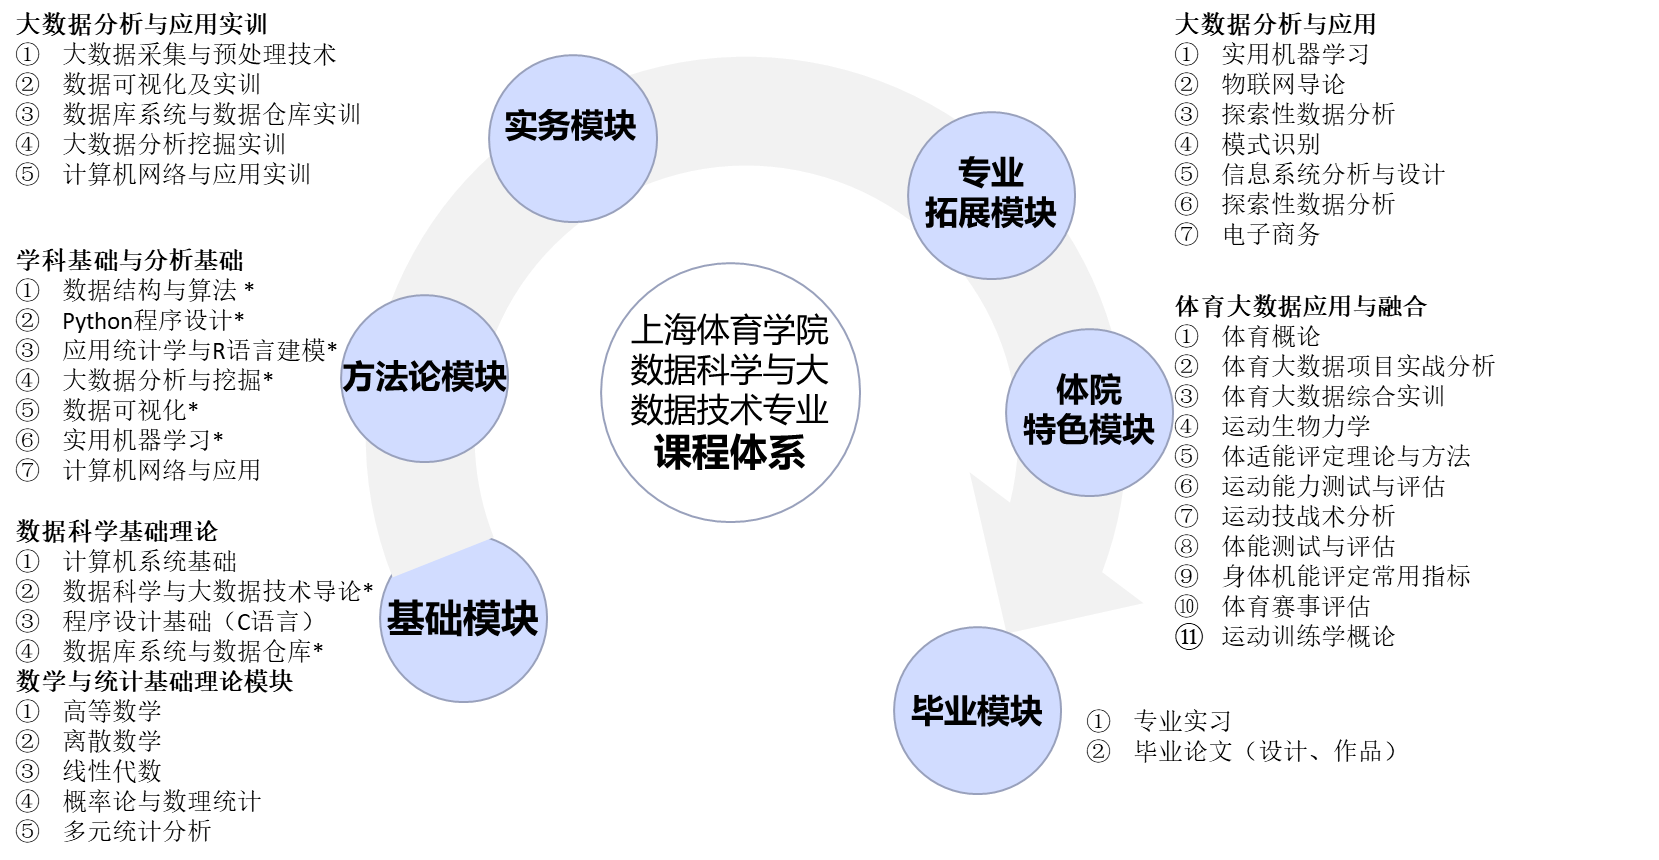 大数据分析与应用实训
① 大数据采集与预处理技术
② 数据可视化及实训
③ 数据库系统与数据仓库实训
④ 大数据分析挖掘实训
⑤ 计算机网络与应用实训
学科基础与分析基础
① 数据结构与算法 *
② Python程序设计*
③ 应用统计学与R语言建模*
④ 大数据分析与挖掘*
⑤ 数据可视化*
⑥ 实用机器学习*
⑦ 计算机网络与应用
数据科学基础理论
① 计算机系统基础
② 数据科学与大数据技术导论*
③ 程序设计基础（C语言）
④ 数据库系统与数据仓库*
数学与统计基础理论模块
① 高等数学
② 离散数学
③ 线性代数
④ 概率论与数理统计
⑤ 多元统计分析
实务模块
方法论模块
基础模块
上海体育学院
数据科学与大
数据技术专业
课程体系
专业
拓展模块
体院
特色模块
毕业模块
大数据分析与应用
① 实用机器学习
② 物联网导论
③ 探索性数据分析
④ 模式识别
⑤ 信息系统分析与设计
⑥ 探索性数据分析
⑦ 电子商务
体育大数据应用与融合
① 体育概论
② 体育大数据项目实战分析
③ 体育大数据综合实训
④ 运动生物力学
⑤ 体适能评定理论与方法
⑥ 运动能力测试与评估
⑦ 运动技战术分析
⑧ 体能测试与评估
⑨ 身体机能评定常用指标
⑩ 体育赛事评估
⑪ 运动训练学概论
① 专业实习
② 毕业论文（设计、作品）